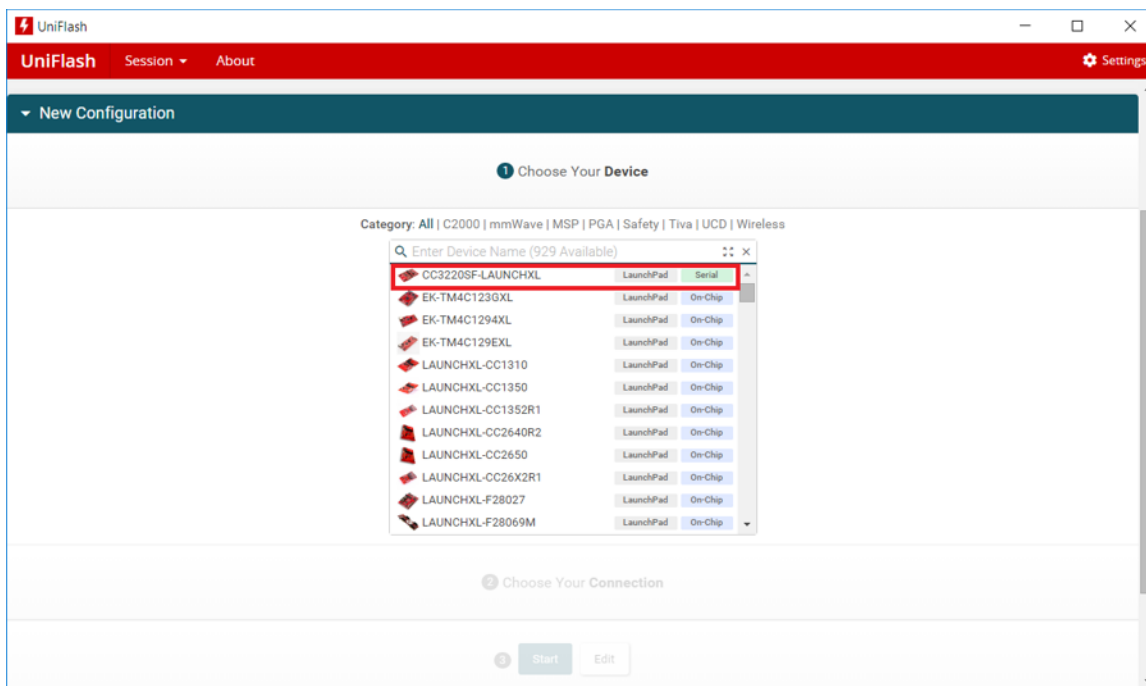 UniFlash
UniFlash Session About Settings
New Configuration
1 Choose Your Device
Category: All | C2000 | mmWave | MSP | PGA | Safety | Tiva | UCD | Wireless
Enter Device Name (929 Available)
CC3220SF-LAUNCHXL LaunchPad Serial
EK-TM4C123GXL LaunchPad On-Chip
EK-TM4C1294XL LaunchPad On-Chip
EK-TM4C129EXL LaunchPad On-Chip
LAUNCHXL-CC1310 LaunchPad On-Chip
LAUNCHXL-CC1350 LaunchPad On-Chip
LAUNCHXL-CC1352R1 LaunchPad On-Chip
LAUNCHXL-CC2640R2 LaunchPad On-Chip
LAUNCHXL-CC2650 LaunchPad On-Chip
LAUNCHXL-CC26X2R1 LaunchPad On-Chip
LAUNCHXL-F28027 LaunchPad On-Chip
LAUNCHXL-F28069M LaunchPad On-Chip
2 Choose Your Connection
3 Start Edit